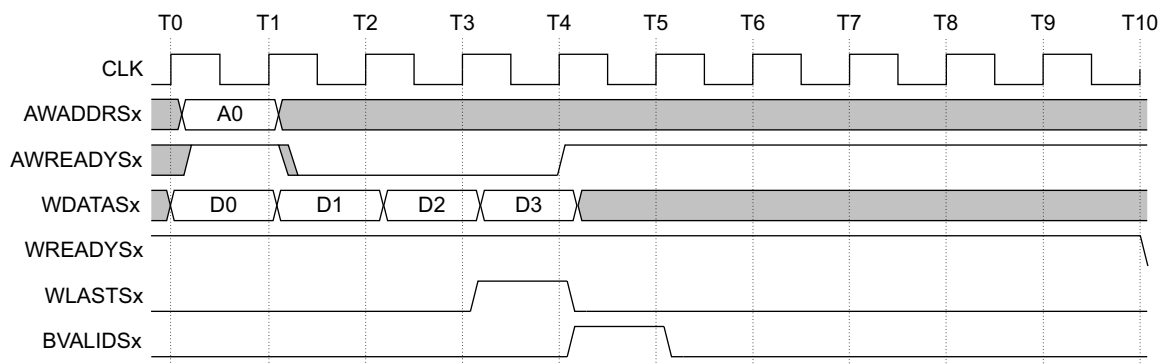 T0 T1 T2 T3 T4 T5 T6 T7 T8 T9 T10
CLK
AWADDRSx A0
AWREADYSx
WDATASx D0 D1 D2 D3
WREADYSx
WLASTSx
BVALIDSx